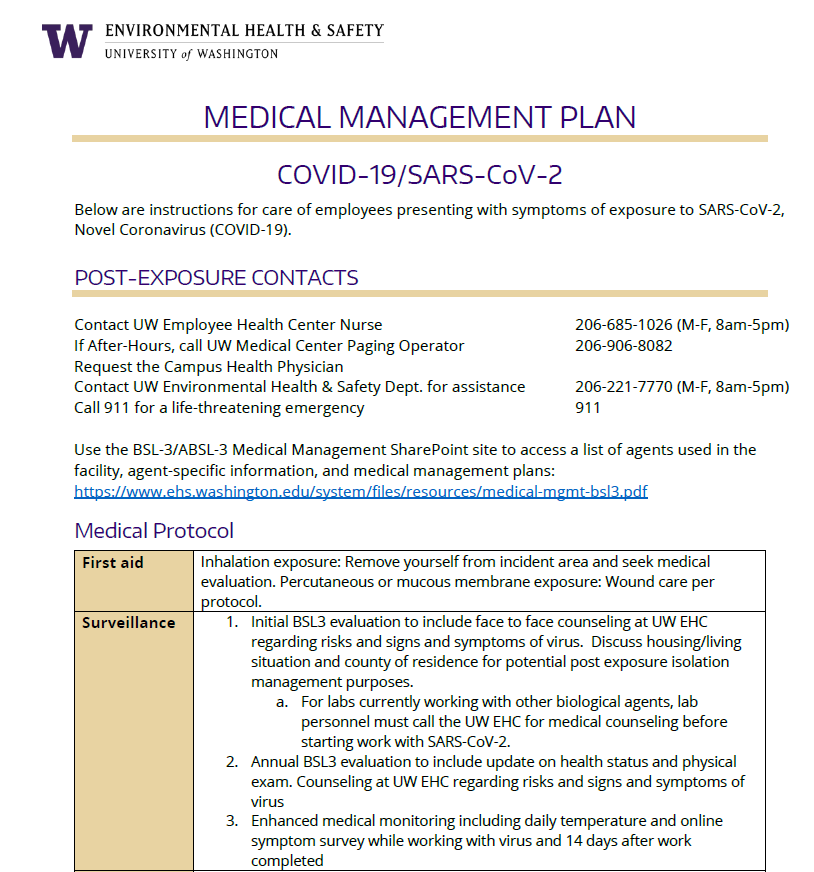 W ENVIRONMENTAL HEALTH & SAFETY
UNIVERSITY of WASHINGTON
MEDICAL MANAGEMENT PLAN
COVID-19/SARS-CoV-2
Below are instructions for care of employees presenting with symptoms of exposure to SARS-CoV-2,
Novel Coronavirus (COVID-19).
POST-EXPOSURE CONTACTS
Contact UW Employee Health Center Nurse 206-685-1026 (M-F, 8am-5pm)
If After-Hours, call UW Medical Center Paging Operator 206-906-8082
Request the Campus Health Physician
Contact UW Environmental Health & Safety Dept. for assistance 206-221-7770 (M-F, 8am-5pm)
Call 911 for a life-threatening emergency 911
Use the BSL-3/ABSL-3 Medical Management SharePoint site to access a list of agents used in the
facility, agent-specific information, and medical management plans:
https://www.ehs.washington.edu/system/files/resources/medical-mgmt-bsl3.pdf
Medical Protocol
First aid Inhalation exposure: Remove yourself from incident area and seek medical
evaluation. Percutaneous or mucous membrane exposure: Wound care per
protocol.
Surveillance 1. Initial BSL3 evaluation to include face to face counseling at UW EHC
regarding risks and signs and symptoms of virus. Discuss housing/living
situation and county of residence for potential post exposure isolation
management purposes.
a. For labs currently working with other biological agents, lab
personnel must call the UW EHC for medical counseling before
starting work with SARS-CoV-2.
2. Annual BSL3 evaluation to include update on health status and physical
exam. Counseling at UW EHC regarding risks and signs and symptoms of
virus
3. Enhanced medical monitoring including daily temperature and online
symptom survey while working with virus and 14 days after work
completed